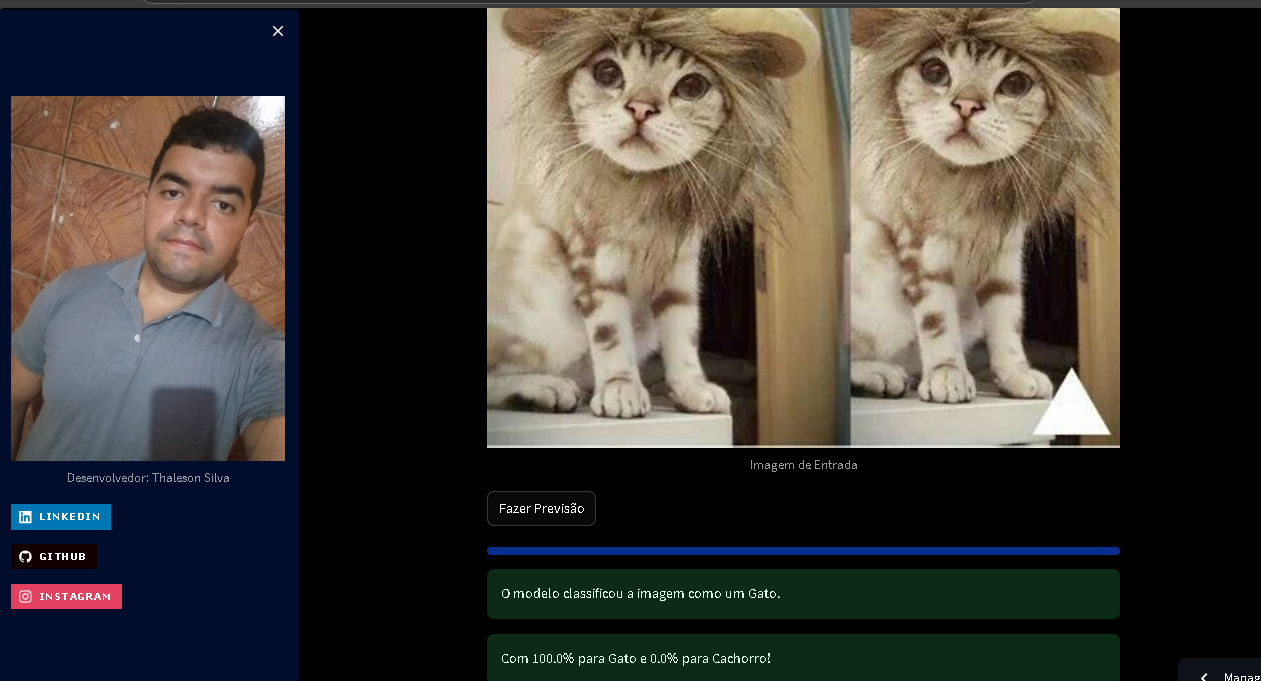 Desenvolvedor: Thaleson Silva
LINKEDIN
GITHUB
INSTAGRAM
Imagem de Entrada
Fazer Previsão
O modelo classificou a imagem como um Gato.
Com 100.0% para Gato e 0.0% para Cachorro!